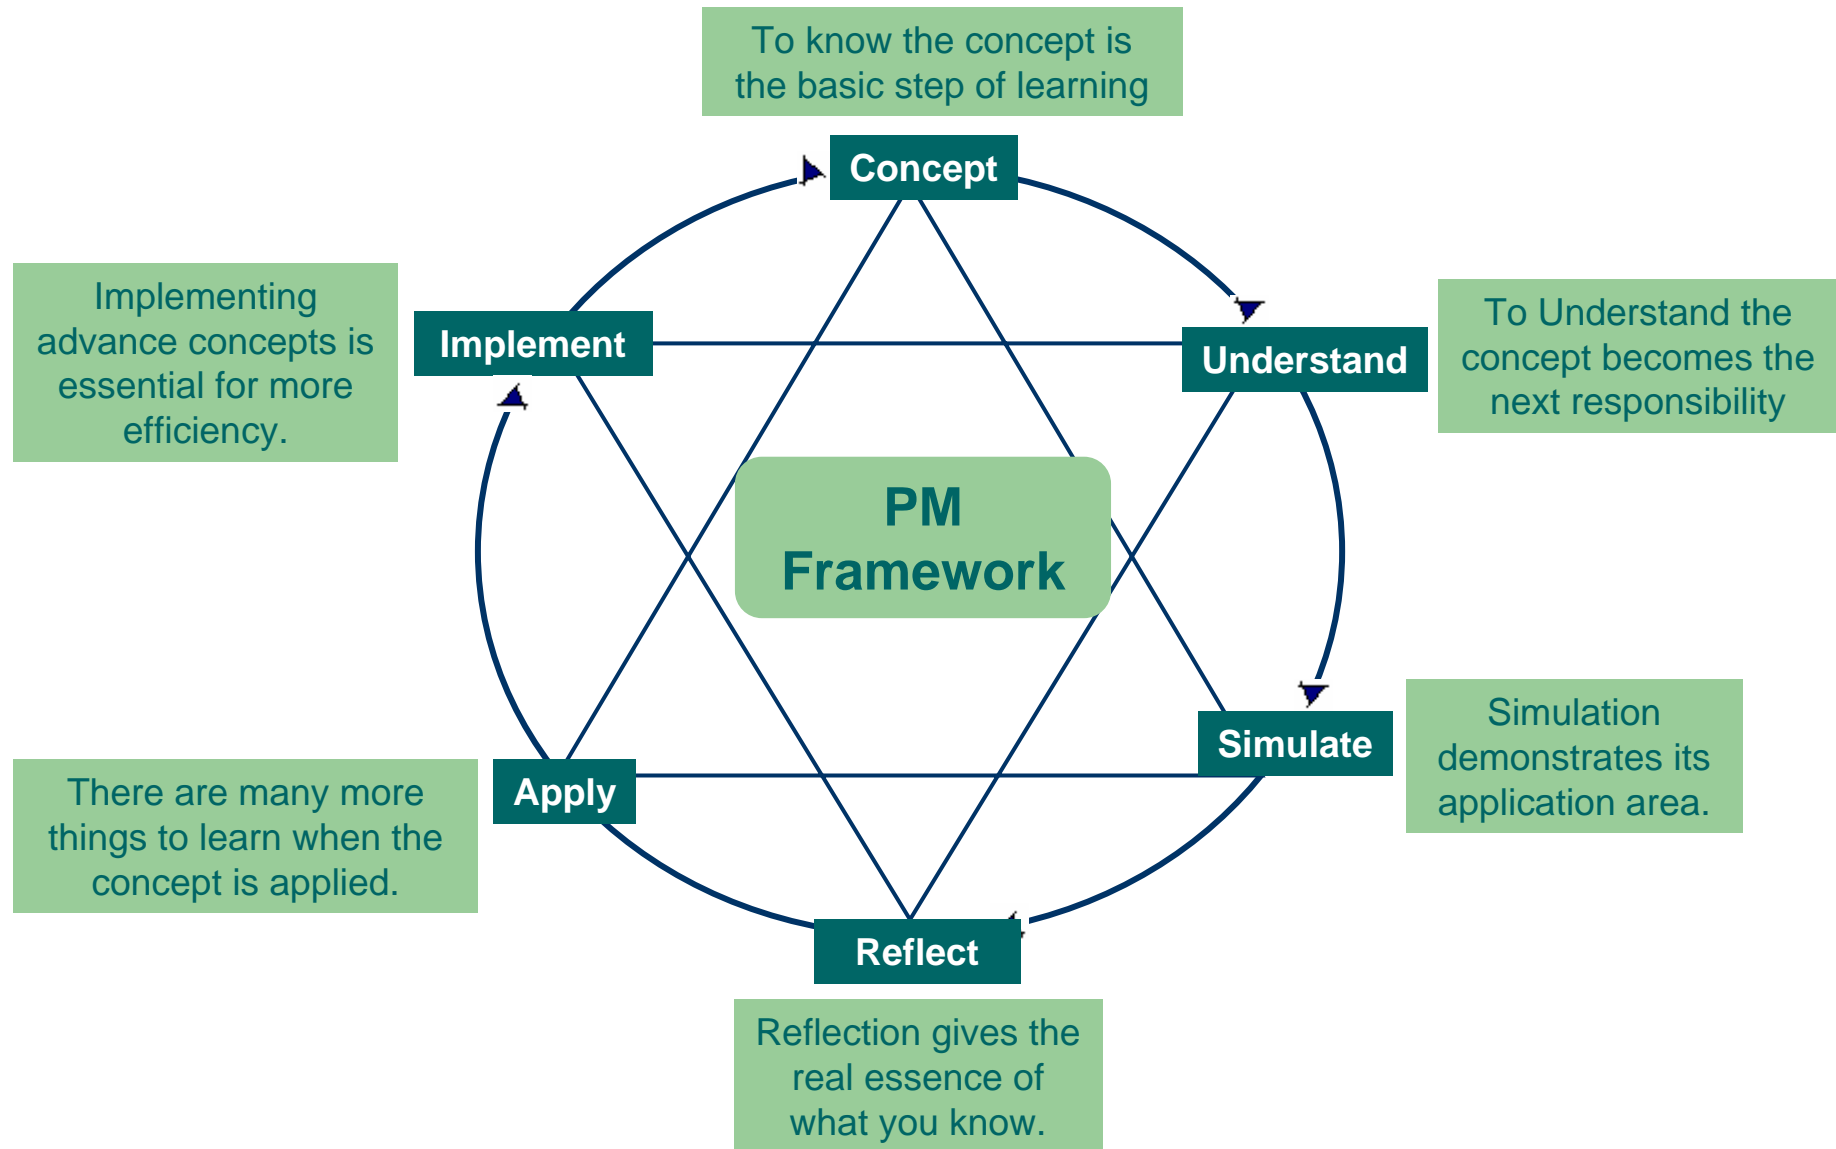 To know the concept is
the basic step of learning
Concept
Implementing
advance concepts is
essential for more
efficiency.
Implement
Understand
To Understand the
concept becomes the
next responsibility
PM
Framework
Simulate
Simulation
demonstrates its
application area.
There are many more
things to learn when the
concept is applied.
Apply
Reflect
Reflection gives the
real essence of
what you know.